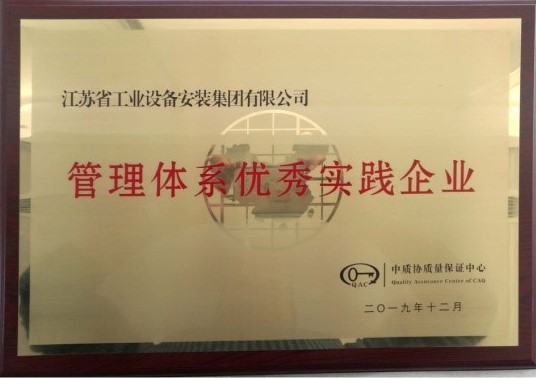 江苏省工业设备安装集团有限公司
管理体系优秀实践企业
QAC
中质协质量保证中心
Quality Assurance Center of CAQ
二〇一九年十二月